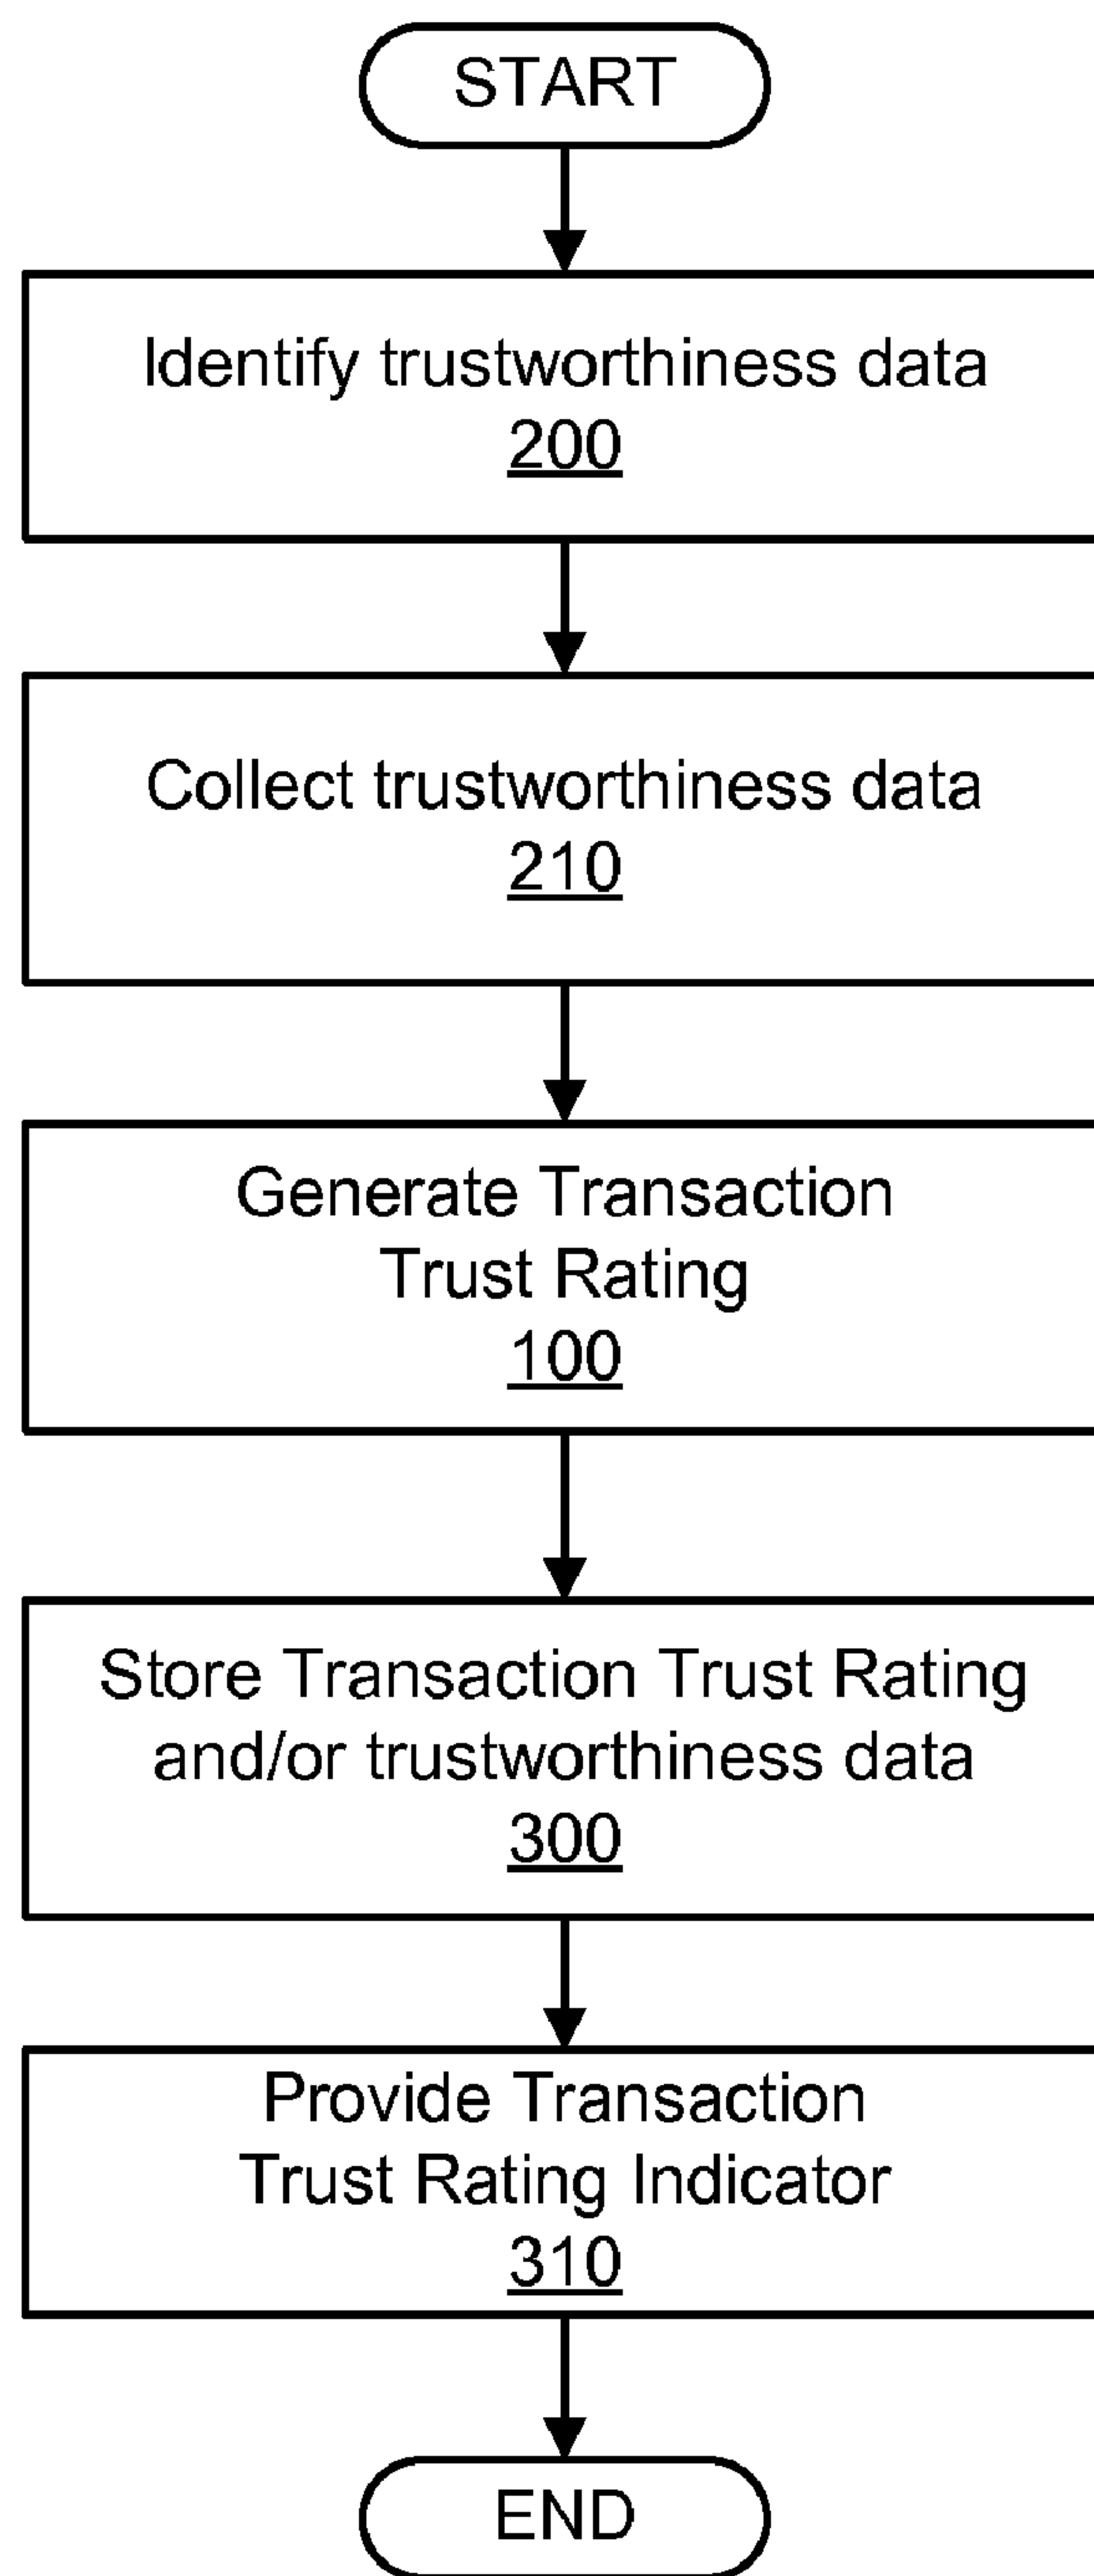 START
Identify trustworthiness data
200
Collect trustworthiness data
210
Generate Transaction
Trust Rating
100
Store Transaction Trust Rating
and/or trustworthiness data
300
Provide Transaction
Trust Rating Indicator
310
END